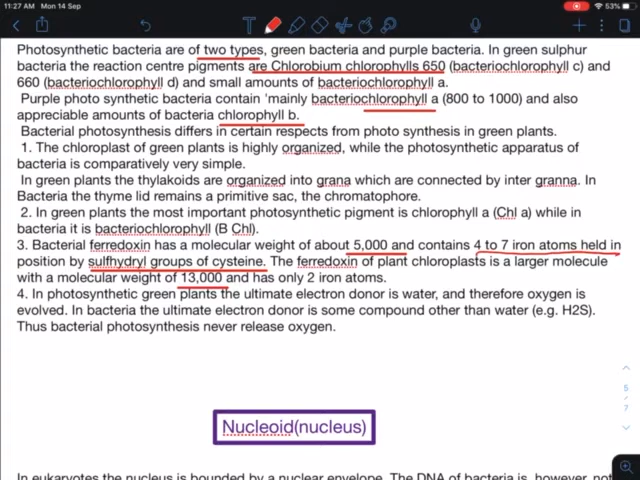 11:27 AM Mon 14 Sep
53%
Photosynthetic bacteria are of two types, green bacteria and purple bacteria. In green sulphur
bacteria the reaction centre pigments are Chlorobium chlorophylls 650 (bacteriochlorophyll c) and
660 (bacteriochlorophyll d) and small amounts of bacteriochlorophyll a.
Purple photo synthetic bacteria contain 'mainly bacteriochlorophyll a (800 to 1000) and also
appreciable amounts of bacteria chlorophyll b.
Bacterial photosynthesis differs in certain respects from photo synthesis in green plants.
1. The chloroplast of green plants is highly organized, while the photosynthetic apparatus of
bacteria is comparatively very simple.
In green plants the thylakoids are organized into grana which are connected by inter granna. In
Bacteria the thyme lid remains a primitive sac, the chromatophore.
2. In green plants the most important photosynthetic pigment is chlorophyll a (Chl a) while in
bacteria it is bacteriochlorophyll (B Chl).
3. Bacterial ferredoxin has a molecular weight of about 5,000 and contains 4 to 7 iron atoms held in
position by sulfhydryl groups of cysteine. The ferredoxin of plant chloroplasts is a larger molecule
with a molecular weight of 13,000 and has only 2 iron atoms.
4. In photosynthetic green plants the ultimate electron donor is water, and therefore oxygen is
evolved. In bacteria the ultimate electron donor is some compound other than water (e.g. H2S).
Thus bacterial photosynthesis never release oxygen.
5
/
7
Nucleoid(nucleus)
In eukaryotes the nucleus is bounded by a nuclear envelope. The DNA of bacteria is, however, not